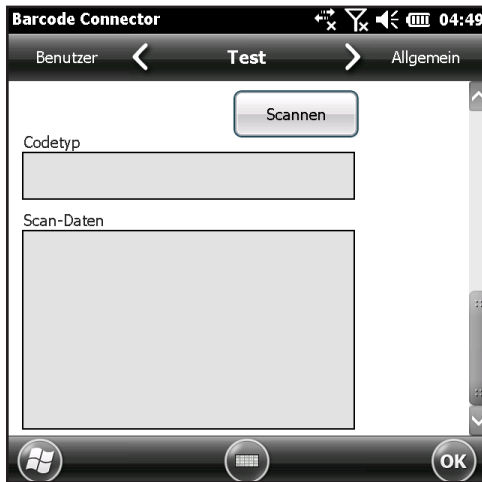 Barcode Connector 04:49
Benutzer Test Allgemein
Scannen
Codetyp
Scan-Daten
OK